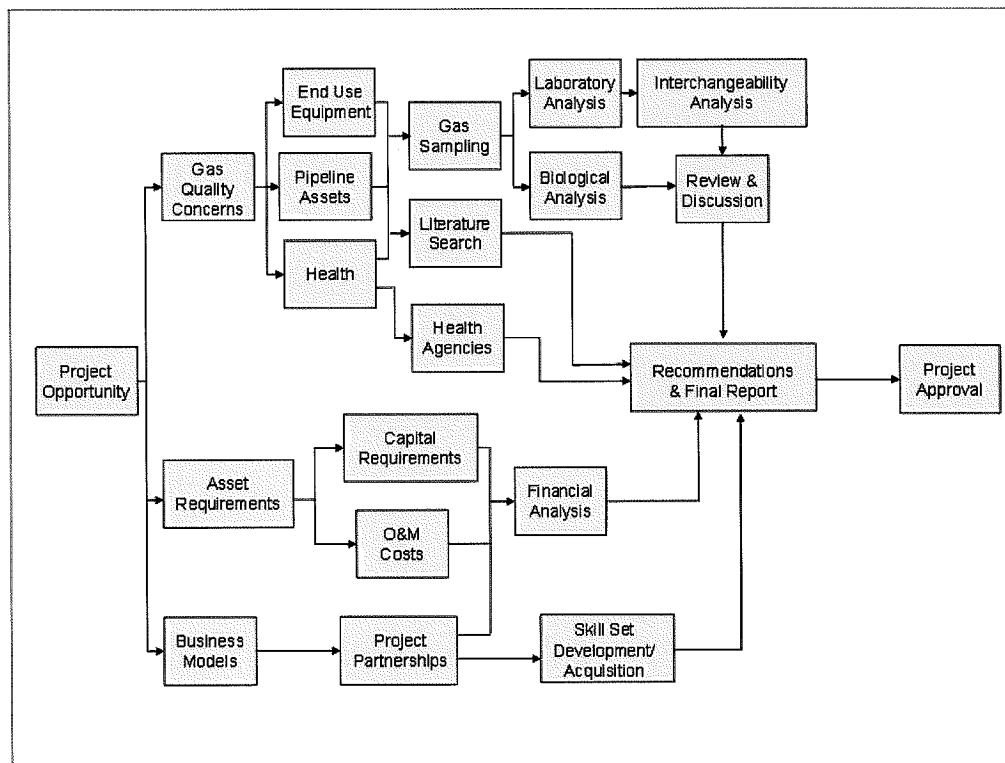 End Use
Equipment
Pipeline
Assets
Health
Gas
Quality
Concerns
Gas
Sampling
Literature
Search
Health
Agencies
Laboratory
Analysis
Interchangeability
Analysis
Biological
Analysis
Review &
Discussion
Project
Opportunity
Recommendations
& Final Report
Project
Approval
Asset
Requirements
Capital
Requirements
O&M
Costs
Financial
Analysis
Business
Models
Project
Partnerships
Skill Set
Development/
Acquisition